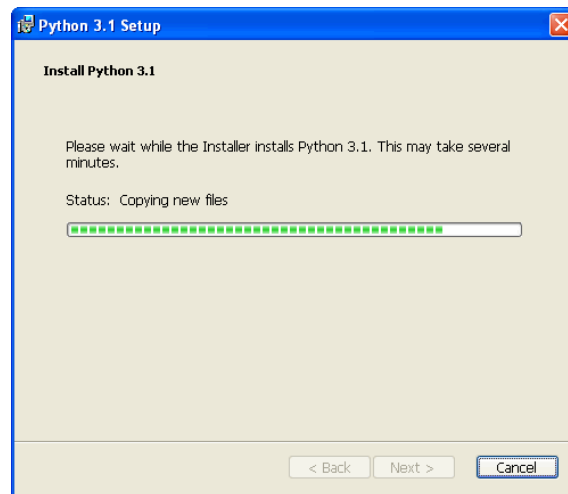 Python 3.1 Setup
Install Python 3.1
Please wait while the Installer installs Python 3.1. This may take several
minutes.
Status: Copying new files
< Back Next > Cancel